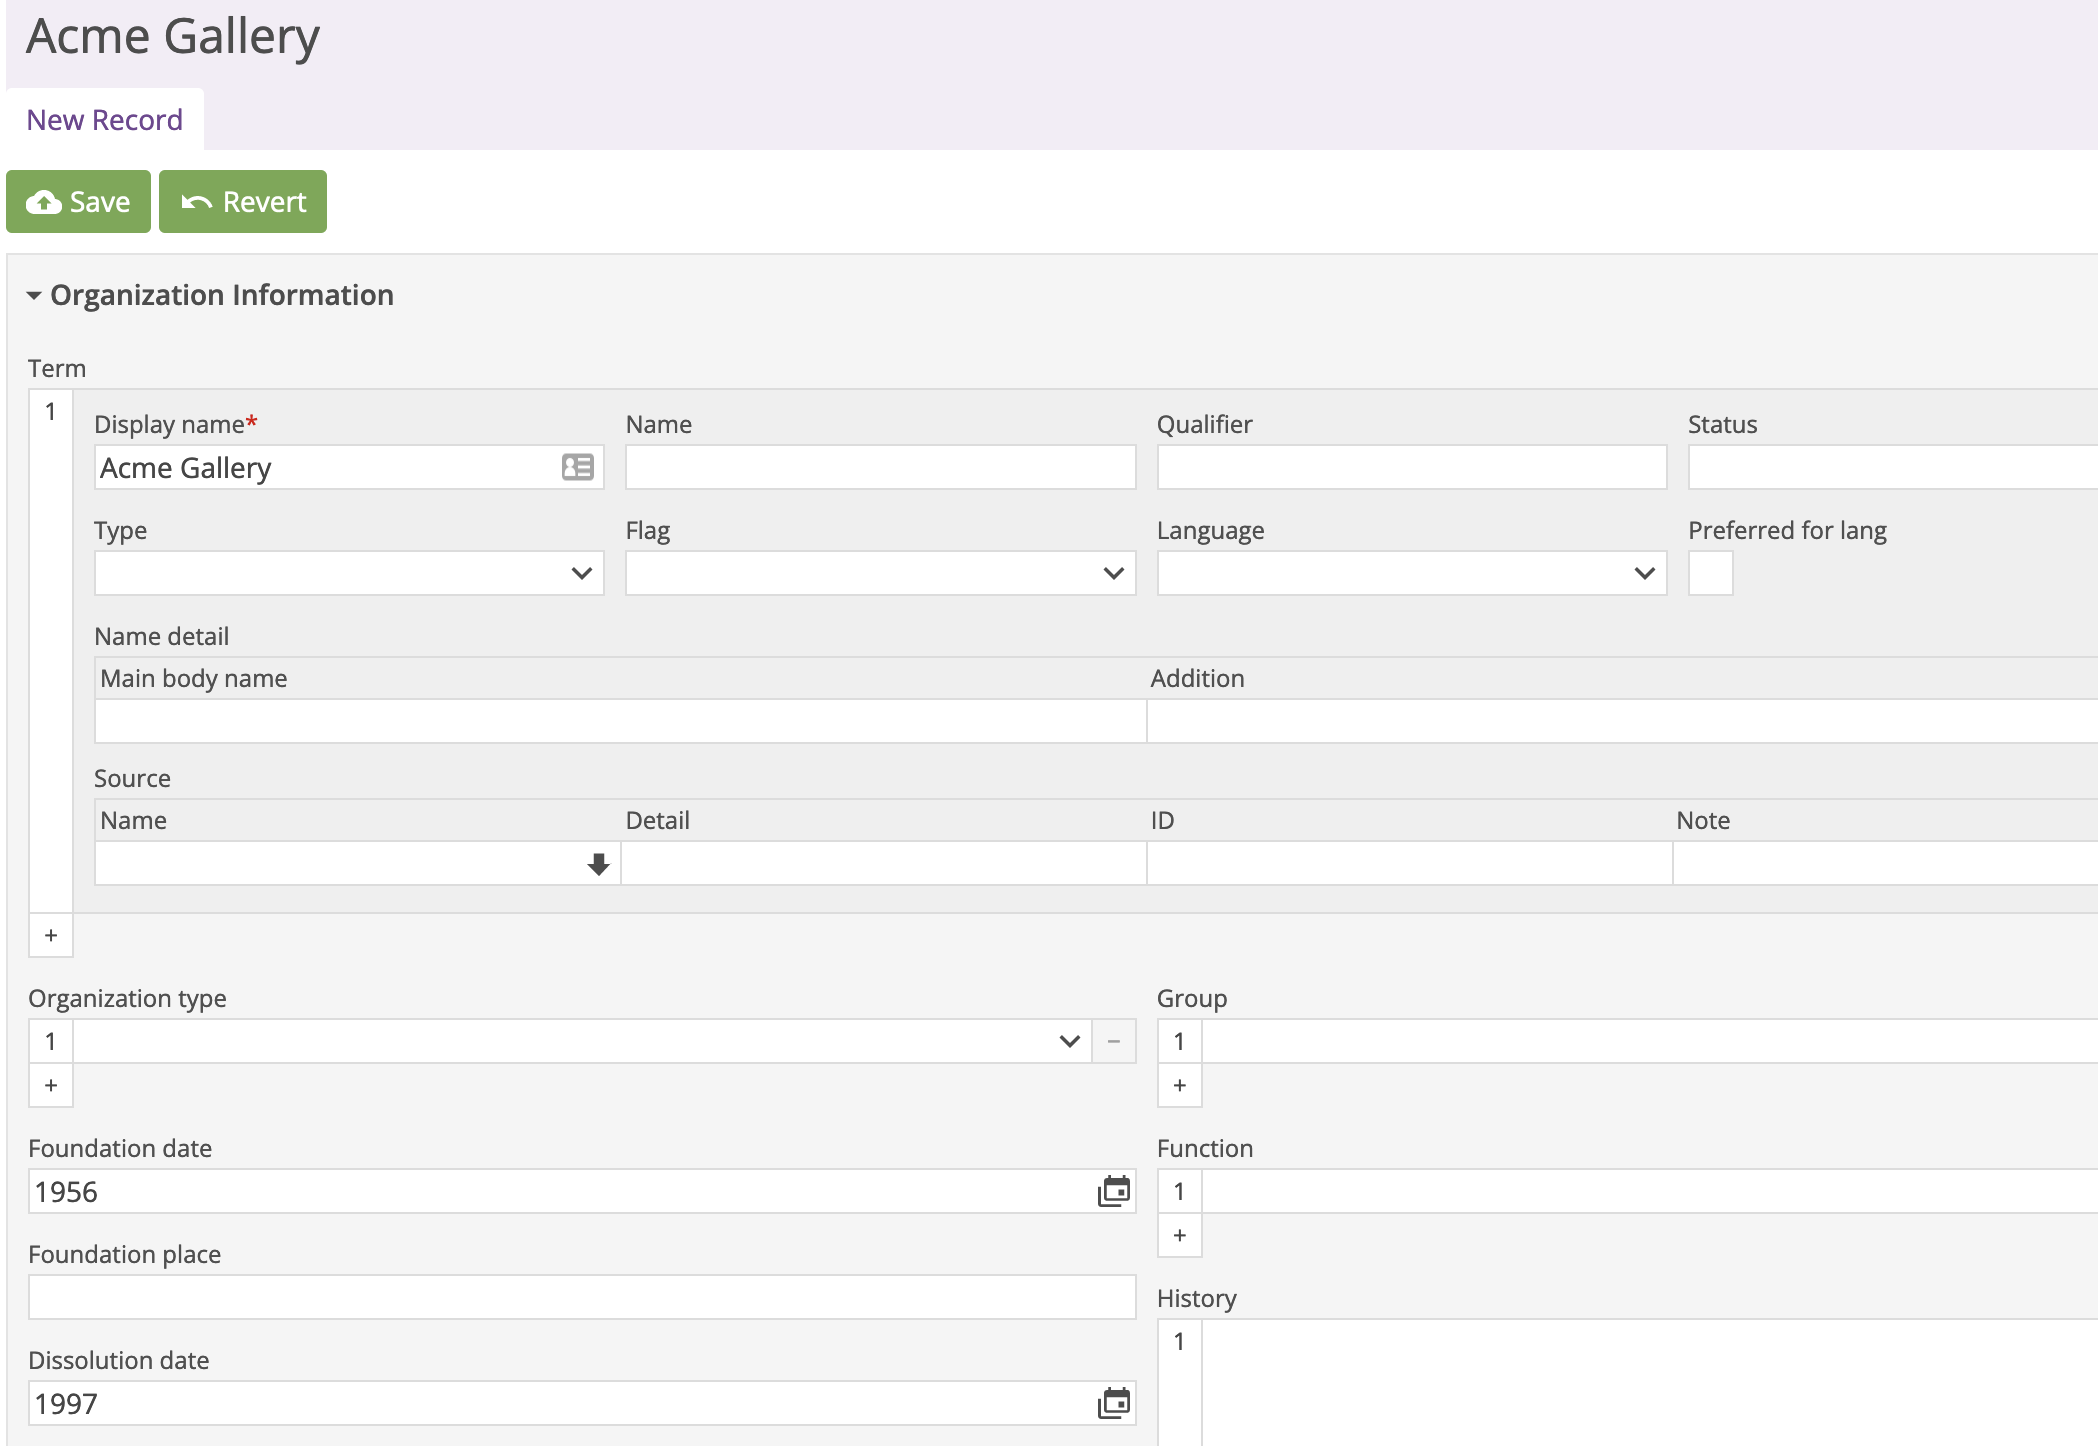 Acme Gallery
New Record
Save Revert
Organization Information
Term
1
Display name* Name Qualifier Status
Acme Gallery
Type Flag Language Preferred for lang
Name detail
Main body name Addition
Source
Name Detail ID Note
+
Organization type Group
1 − 1
+ +
Foundation date Function
1956 1
+
Foundation place
History
1
Dissolution date
1997